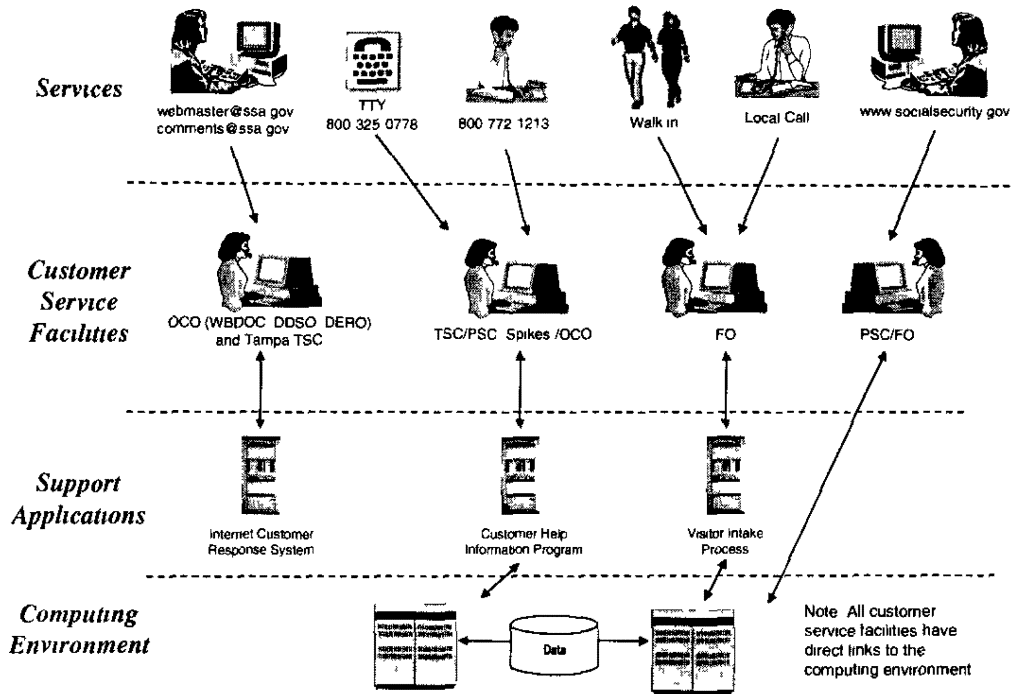 Services
webmaster@ssa gov
comments@ssa gov
TTY
800 325 0778
800 772 1213
Walk in
Local Call
www socialsecurity gov
Customer
Service
Facilities
OCO (WBDOC DDSO DERO)
and Tampa TSC
TSC/PSC Spikes /OCO
FO
PSC/FO
Support
Applications
Internet Customer
Response System
Customer Help
Information Program
Visitor Intake
Process
Computing
Environment
Data
Note All customer
service facilities have
direct links to the
computing environment